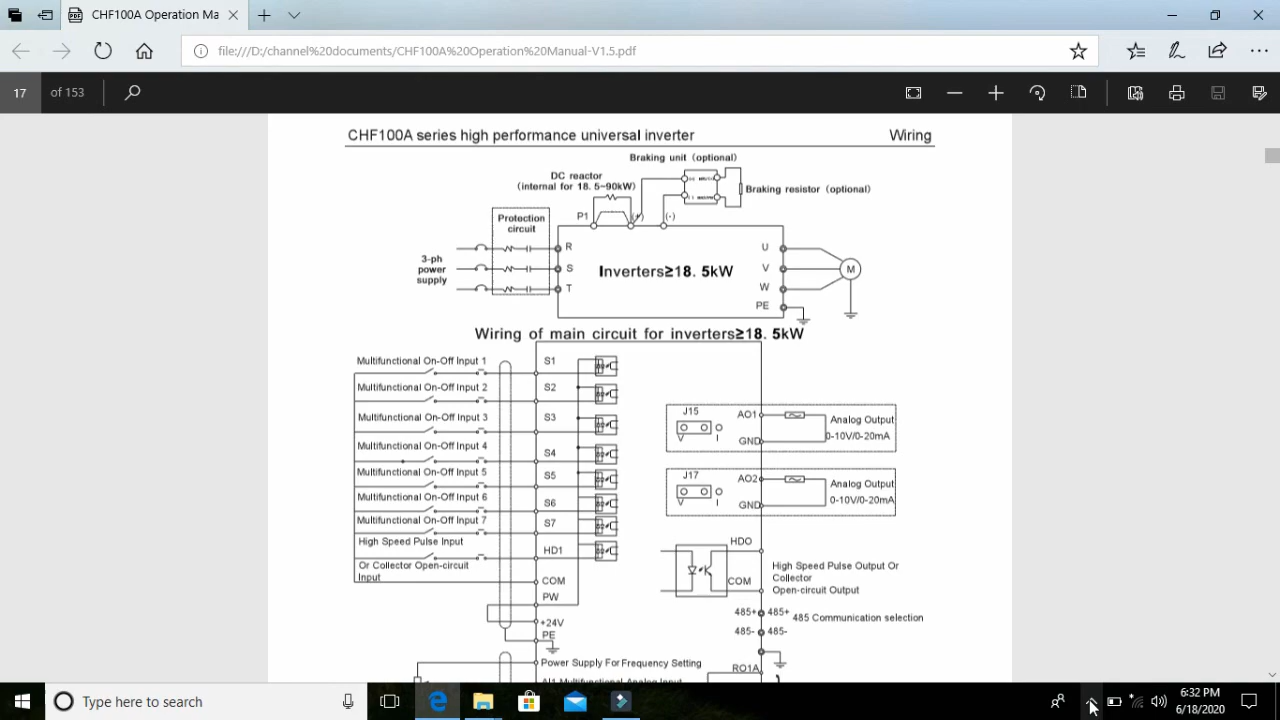 CHF100A Operation Ma
file:///D:/channel%20documents/CHF100A%20Operation%20Manual-V1.5.pdf
17 of 153
CHF100A series high performance universal inverter Wiring
Braking unit (optional)
DC reactor
(internal for 18. 5~90kW)
Braking resistor (optional)
P1 (+) (-)
Protection
circuit
3-ph
power
supply
R
S
T
Inverters≥18. 5kW
U
V
W
PE
M
Wiring of main circuit for inverters≥18. 5kW
Multifunctional On-Off Input 1 S1
Multifunctional On-Off Input 2 S2
Multifunctional On-Off Input 3 S3
Multifunctional On-Off Input 4 S4
Multifunctional On-Off Input 5 S5
Multifunctional On-Off Input 6 S6
Multifunctional On-Off Input 7 S7
High Speed Pulse Input HD1
Or Collector Open-circuit
Input
COM
PW
+24V
PE
Power Supply For Frequency Setting
AI1 Multifunctional Analog Input
J15 AO1
V I GND
Analog Output
0-10V/0-20mA
J17 AO2
V I GND
Analog Output
0-10V/0-20mA
HDO
COM
High Speed Pulse Output Or
Collector
Open-circuit Output
485+ 485+
485- 485-
485 Communication selection
RO1A
Type here to search
6:32 PM
6/18/2020